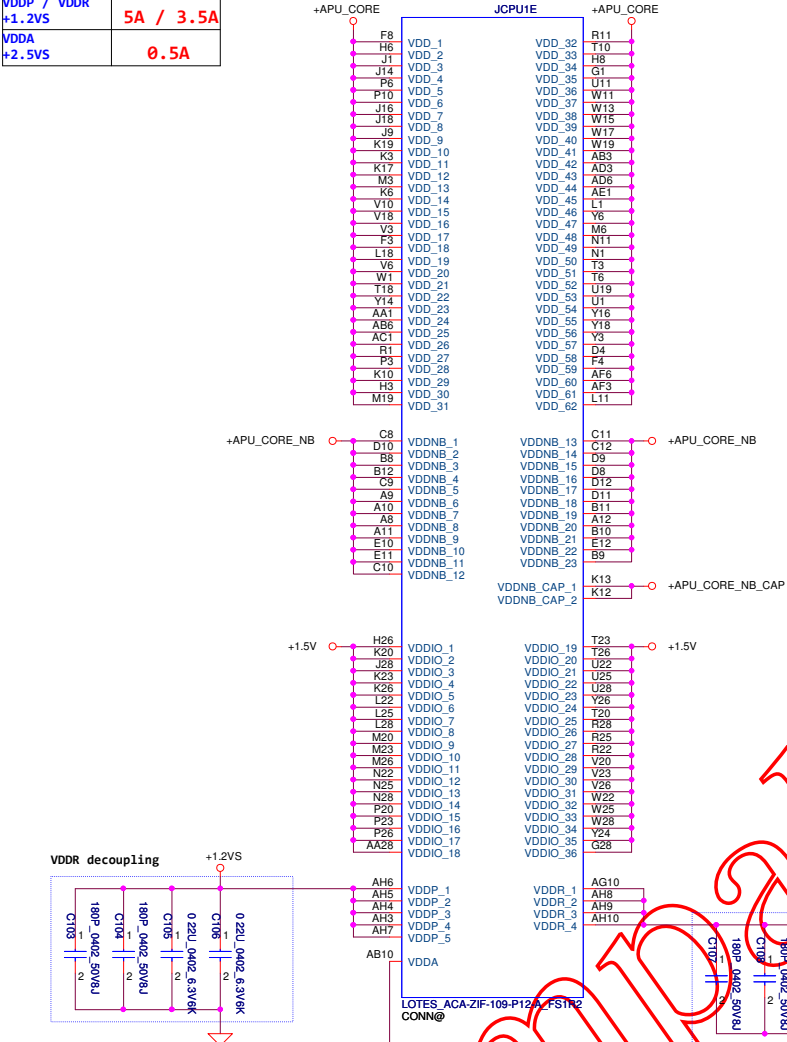 VDDP / VDDR
+1.2VS
5A / 3.5A
VDDA
+2.5VS
0.5A
+APU_CORE
JCPU1E
+APU_CORE
F8 VDD_1 VDD_32 R11
H6 VDD_2 VDD_33 T10
J1 VDD_3 VDD_34 H8
J14 VDD_4 VDD_35 G1
P6 VDD_5 VDD_36 U11
P10 VDD_6 VDD_37 W11
J16 VDD_7 VDD_38 W13
J18 VDD_8 VDD_39 W15
J9 VDD_9 VDD_40 W17
K19 VDD_10 VDD_41 W19
K3 VDD_11 VDD_42 AB3
K17 VDD_12 VDD_43 AD3
M3 VDD_13 VDD_44 AD6
K6 VDD_14 VDD_45 AE1
V10 VDD_15 VDD_46 L1
V18 VDD_16 VDD_47 Y6
V3 VDD_17 VDD_48 M6
F3 VDD_18 VDD_49 N11
L18 VDD_19 VDD_50 N1
V6 VDD_20 VDD_51 T3
W1 VDD_21 VDD_52 T6
T18 VDD_22 VDD_53 U19
Y14 VDD_23 VDD_54 U1
AA1 VDD_24 VDD_55 Y16
AB6 VDD_25 VDD_56 Y18
AC1 VDD_26 VDD_57 Y3
R1 VDD_27 VDD_58 D4
P3 VDD_28 VDD_59 F4
K10 VDD_29 VDD_60 AF6
H3 VDD_30 VDD_61 AF3
M19 VDD_31 VDD_62 L11
+APU_CORE_NB
C8 VDDNB_1 VDDNB_13 C11
+APU_CORE_NB
D10 VDDNB_2 VDDNB_14 C12
B8 VDDNB_3 VDDNB_15 D9
B12 VDDNB_4 VDDNB_16 D8
C9 VDDNB_5 VDDNB_17 D12
A9 VDDNB_6 VDDNB_18 D11
A10 VDDNB_7 VDDNB_19 B11
A8 VDDNB_8 VDDNB_20 A12
A11 VDDNB_9 VDDNB_21 B10
E10 VDDNB_10 VDDNB_22 E12
E11 VDDNB_11 VDDNB_23 B9
C10 VDDNB_12
VDDNB_CAP_1 K13
+APU_CORE_NB_CAP
VDDNB_CAP_2 K12
+1.5V
H26 VDDIO_1 VDDIO_19 T23
+1.5V
K20 VDDIO_2 VDDIO_20 T26
J28 VDDIO_3 VDDIO_21 U22
K23 VDDIO_4 VDDIO_22 U25
K26 VDDIO_5 VDDIO_23 U28
L22 VDDIO_6 VDDIO_24 Y26
L25 VDDIO_7 VDDIO_25 T20
L28 VDDIO_8 VDDIO_26 R28
M20 VDDIO_9 VDDIO_27 R25
M23 VDDIO_10 VDDIO_28 R22
M26 VDDIO_11 VDDIO_29 V20
N22 VDDIO_12 VDDIO_30 V23
N25 VDDIO_13 VDDIO_31 V26
N28 VDDIO_14 VDDIO_32 W22
P20 VDDIO_15 VDDIO_33 W25
P23 VDDIO_16 VDDIO_34 W28
P26 VDDIO_17 VDDIO_35 Y24
AA28 VDDIO_18 VDDIO_36 G28
VDDR decoupling
+1.2VS
AH6 VDDP_1 VDDR_1 AG10
AH5 VDDP_2 VDDR_2 AH8
AH4 VDDP_3 VDDR_3 AH9
AH3 VDDP_4 VDDR_4 AH10
AH7 VDDP_5
AB10 VDDA
C103 1 2 180P_0402_50V8J
C104 1 2 180P_0402_50V8J
C105 1 2 0.22U_0402_6.3V6K
C106 1 2 0.22U_0402_6.3V6K
C107 1 2 180P_0402_50V8J
1 2
LOTES_ACA-ZIF-109-P12-A_FS1R2
CONN@